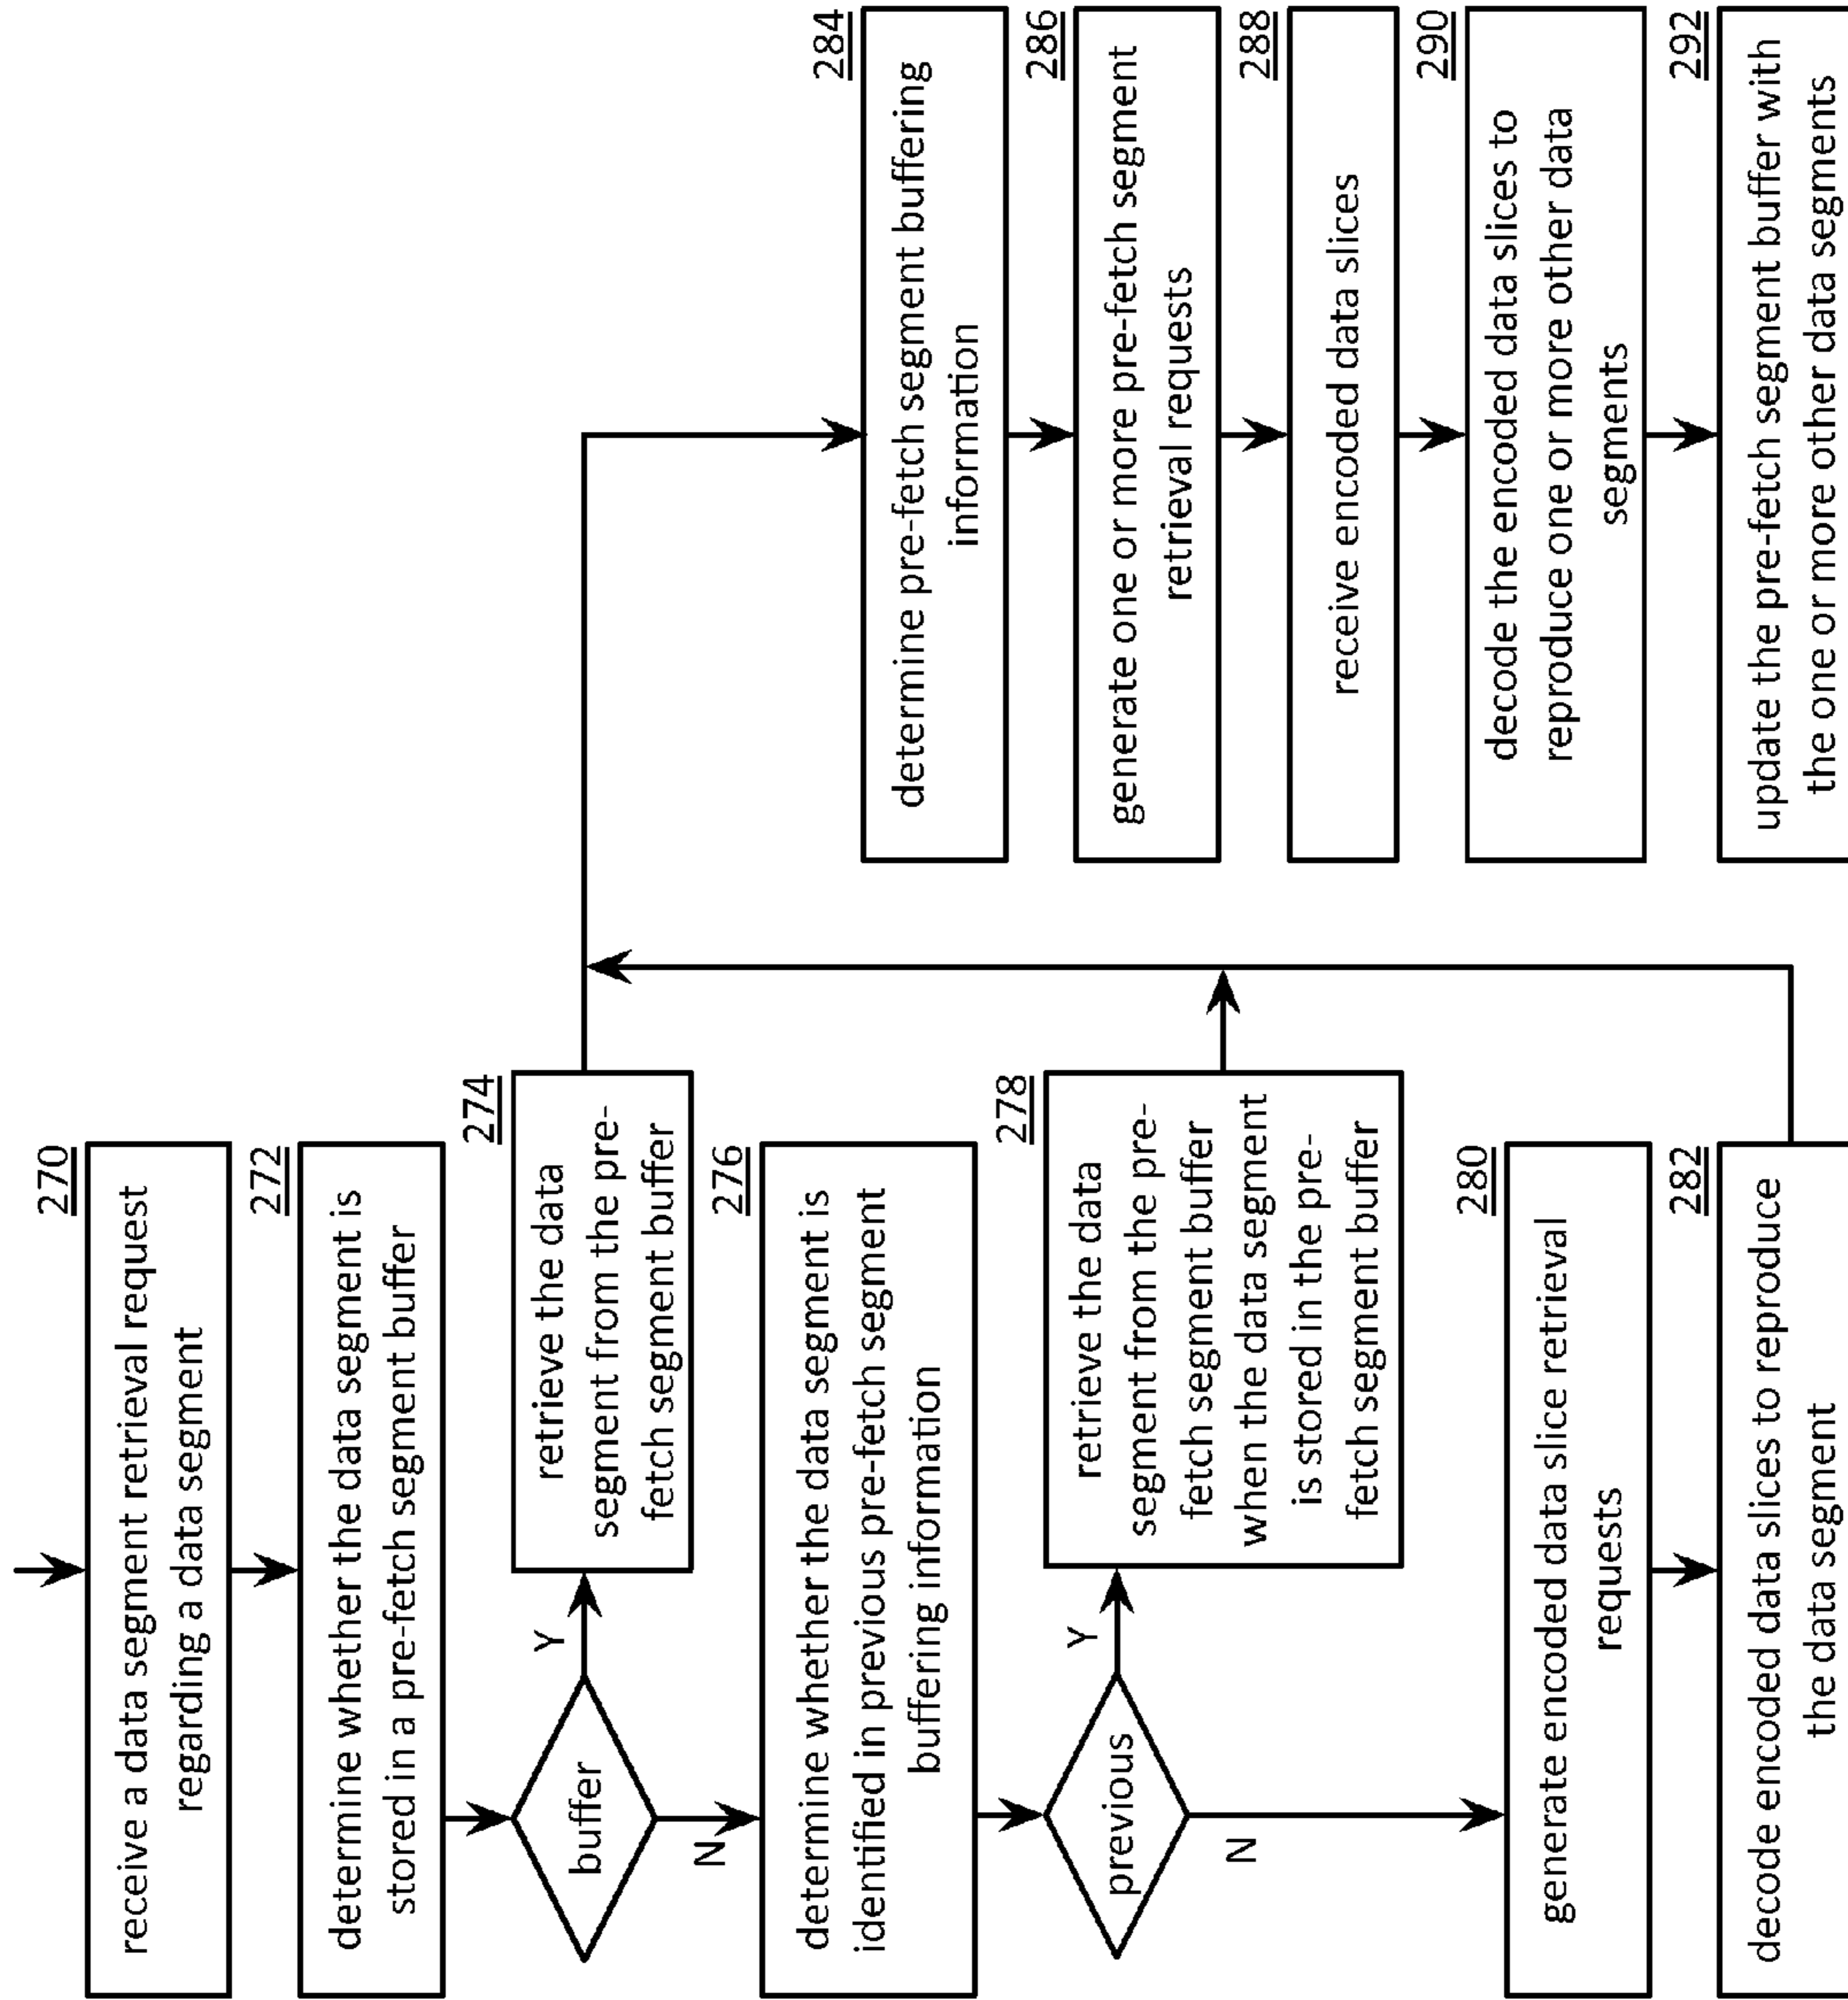 270
receive a data segment retrieval request
regarding a data segment
272
determine whether the data segment is
stored in a pre-fetch segment buffer
buffer
Y
N
274
retrieve the data
segment from the pre-
fetch segment buffer
276
determine whether the data segment is
identified in previous pre-fetch segment
buffering information
previous
Y
N
278
retrieve the data
segment from the pre-
fetch segment buffer
when the data segment
is stored in the pre-
fetch segment buffer
280
generate encoded data slice retrieval
requests
282
decode encoded data slices to reproduce
the data segment
284
determine pre-fetch segment buffering
information
286
generate one or more pre-fetch segment
retrieval requests
288
receive encoded data slices
290
decode the encoded data slices to
reproduce one or more other data
segments
292
update the pre-fetch segment buffer with
the one or more other data segments